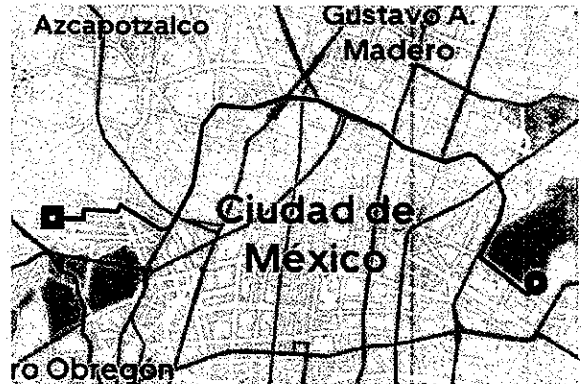 Azcapotzalco
Gustavo A.
Madero
Ciudad de
México
ro Obregón